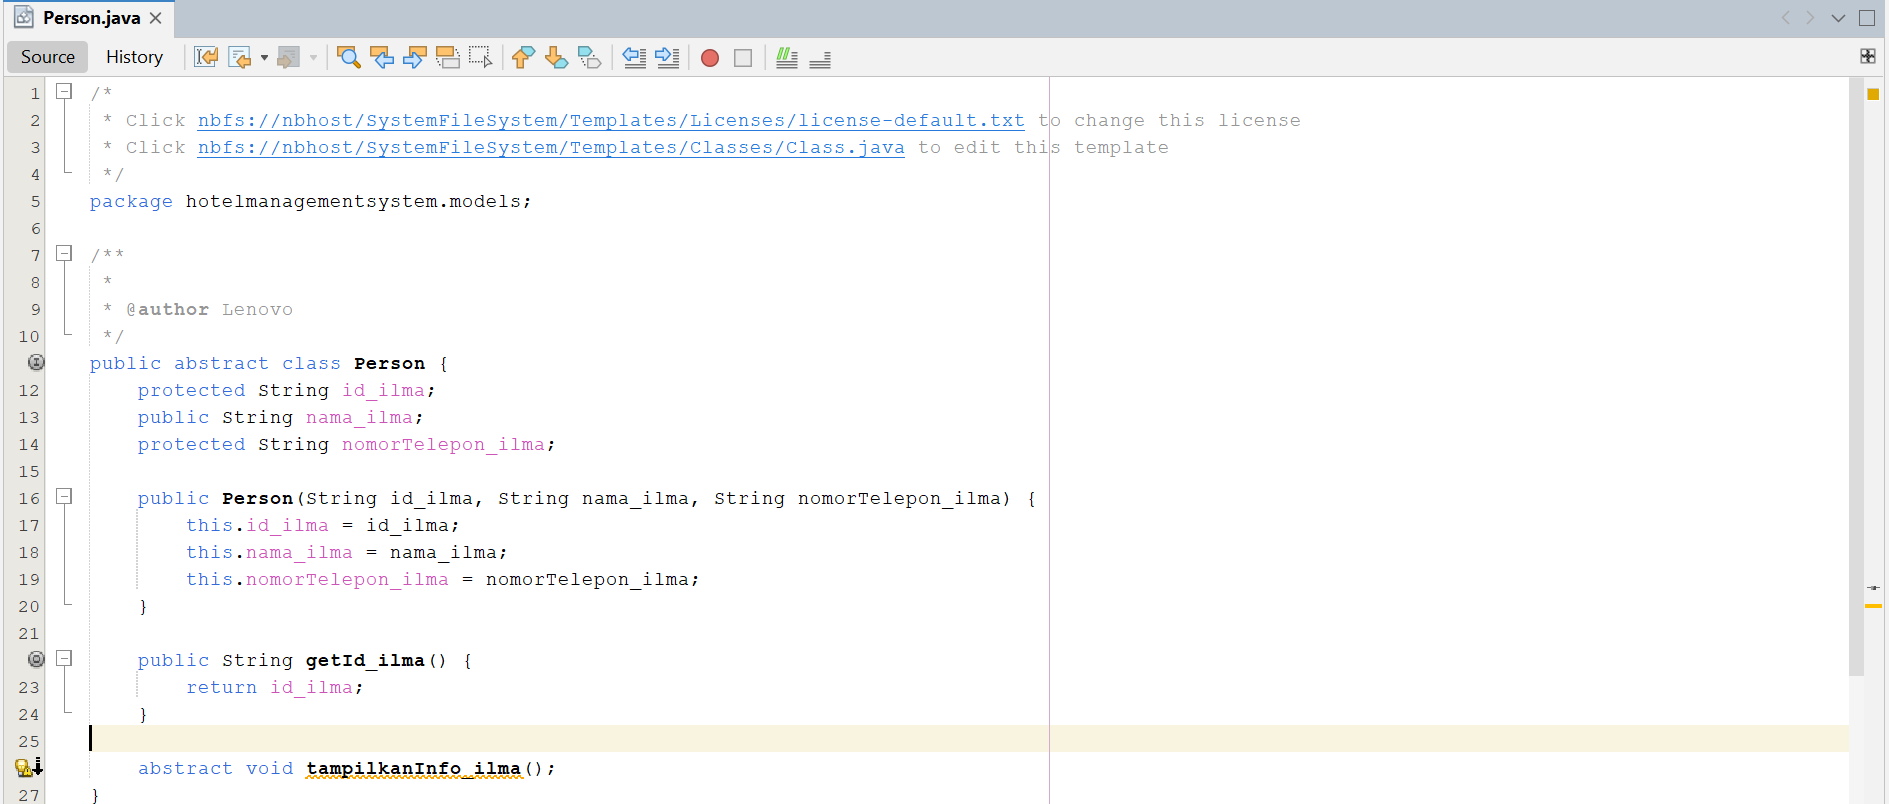 Person.java
Source History
1 /*
2 * Click nbfs://nbhost/SystemFileSystem/Templates/Licenses/license-default.txt to change this license
3 * Click nbfs://nbhost/SystemFileSystem/Templates/Classes/Class.java to edit this template
4 */
5 package hotelmanagementsystem.models;
6
7 /**
8 *
9 * @author Lenovo
10 */
public abstract class Person {
12 protected String id_ilma;
13 public String nama_ilma;
14 protected String nomorTelepon_ilma;
15
16 public Person(String id_ilma, String nama_ilma, String nomorTelepon_ilma) {
17 this.id_ilma = id_ilma;
18 this.nama_ilma = nama_ilma;
19 this.nomorTelepon_ilma = nomorTelepon_ilma;
20 }
21
public String getId_ilma() {
23 return id_ilma;
24 }
25
abstract void tampilkanInfo_ilma();
27 }